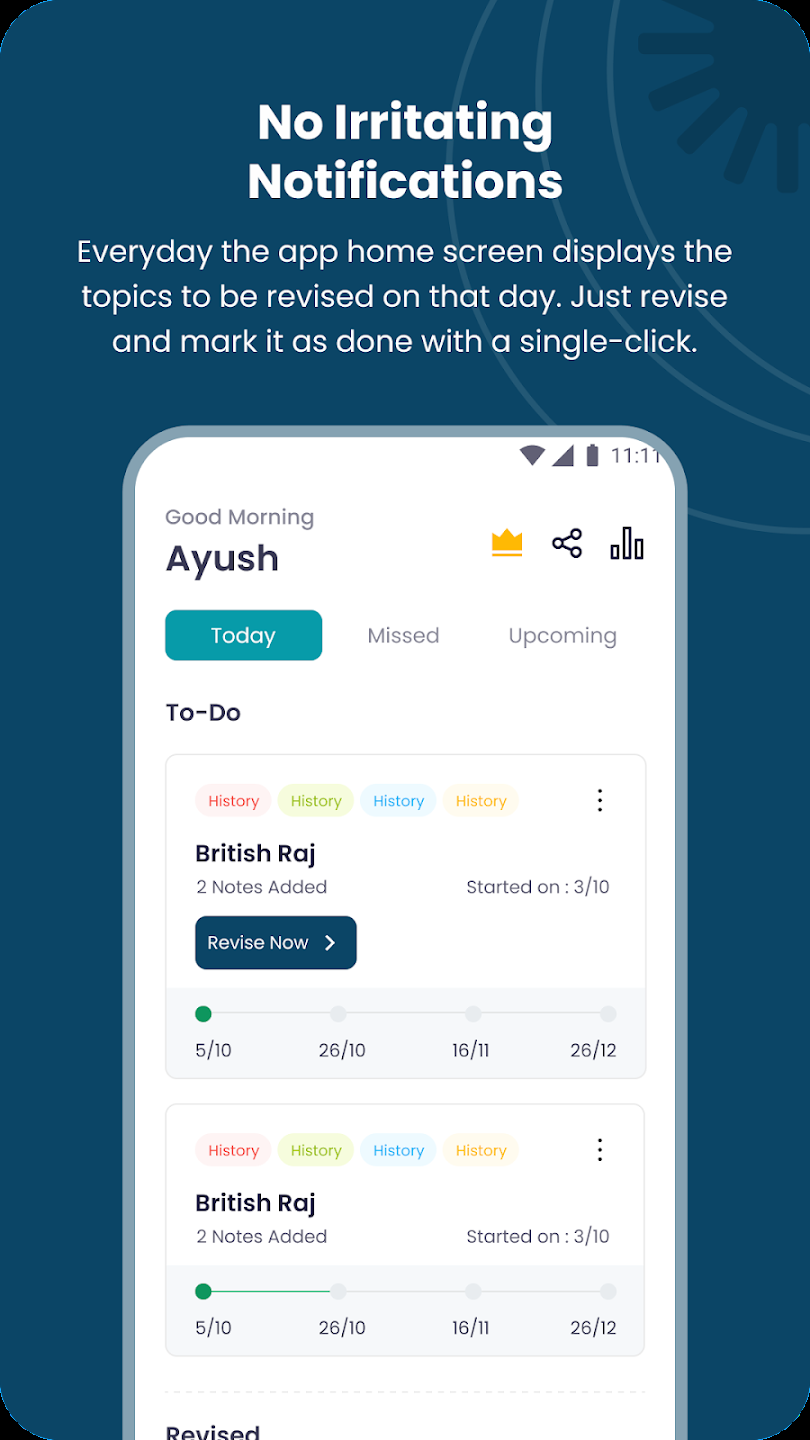 No Irritating
Notifications
Everyday the app home screen displays the
topics to be revised on that day. Just revise
and mark it as done with a single-click.
11:11
Good Morning
Ayush
Today Missed Upcoming
To-Do
History History History History
British Raj
2 Notes Added Started on : 3/10
Revise Now
5/10 26/10 16/11 26/12
History History History History
British Raj
2 Notes Added Started on : 3/10
5/10 26/10 16/11 26/12
Revised